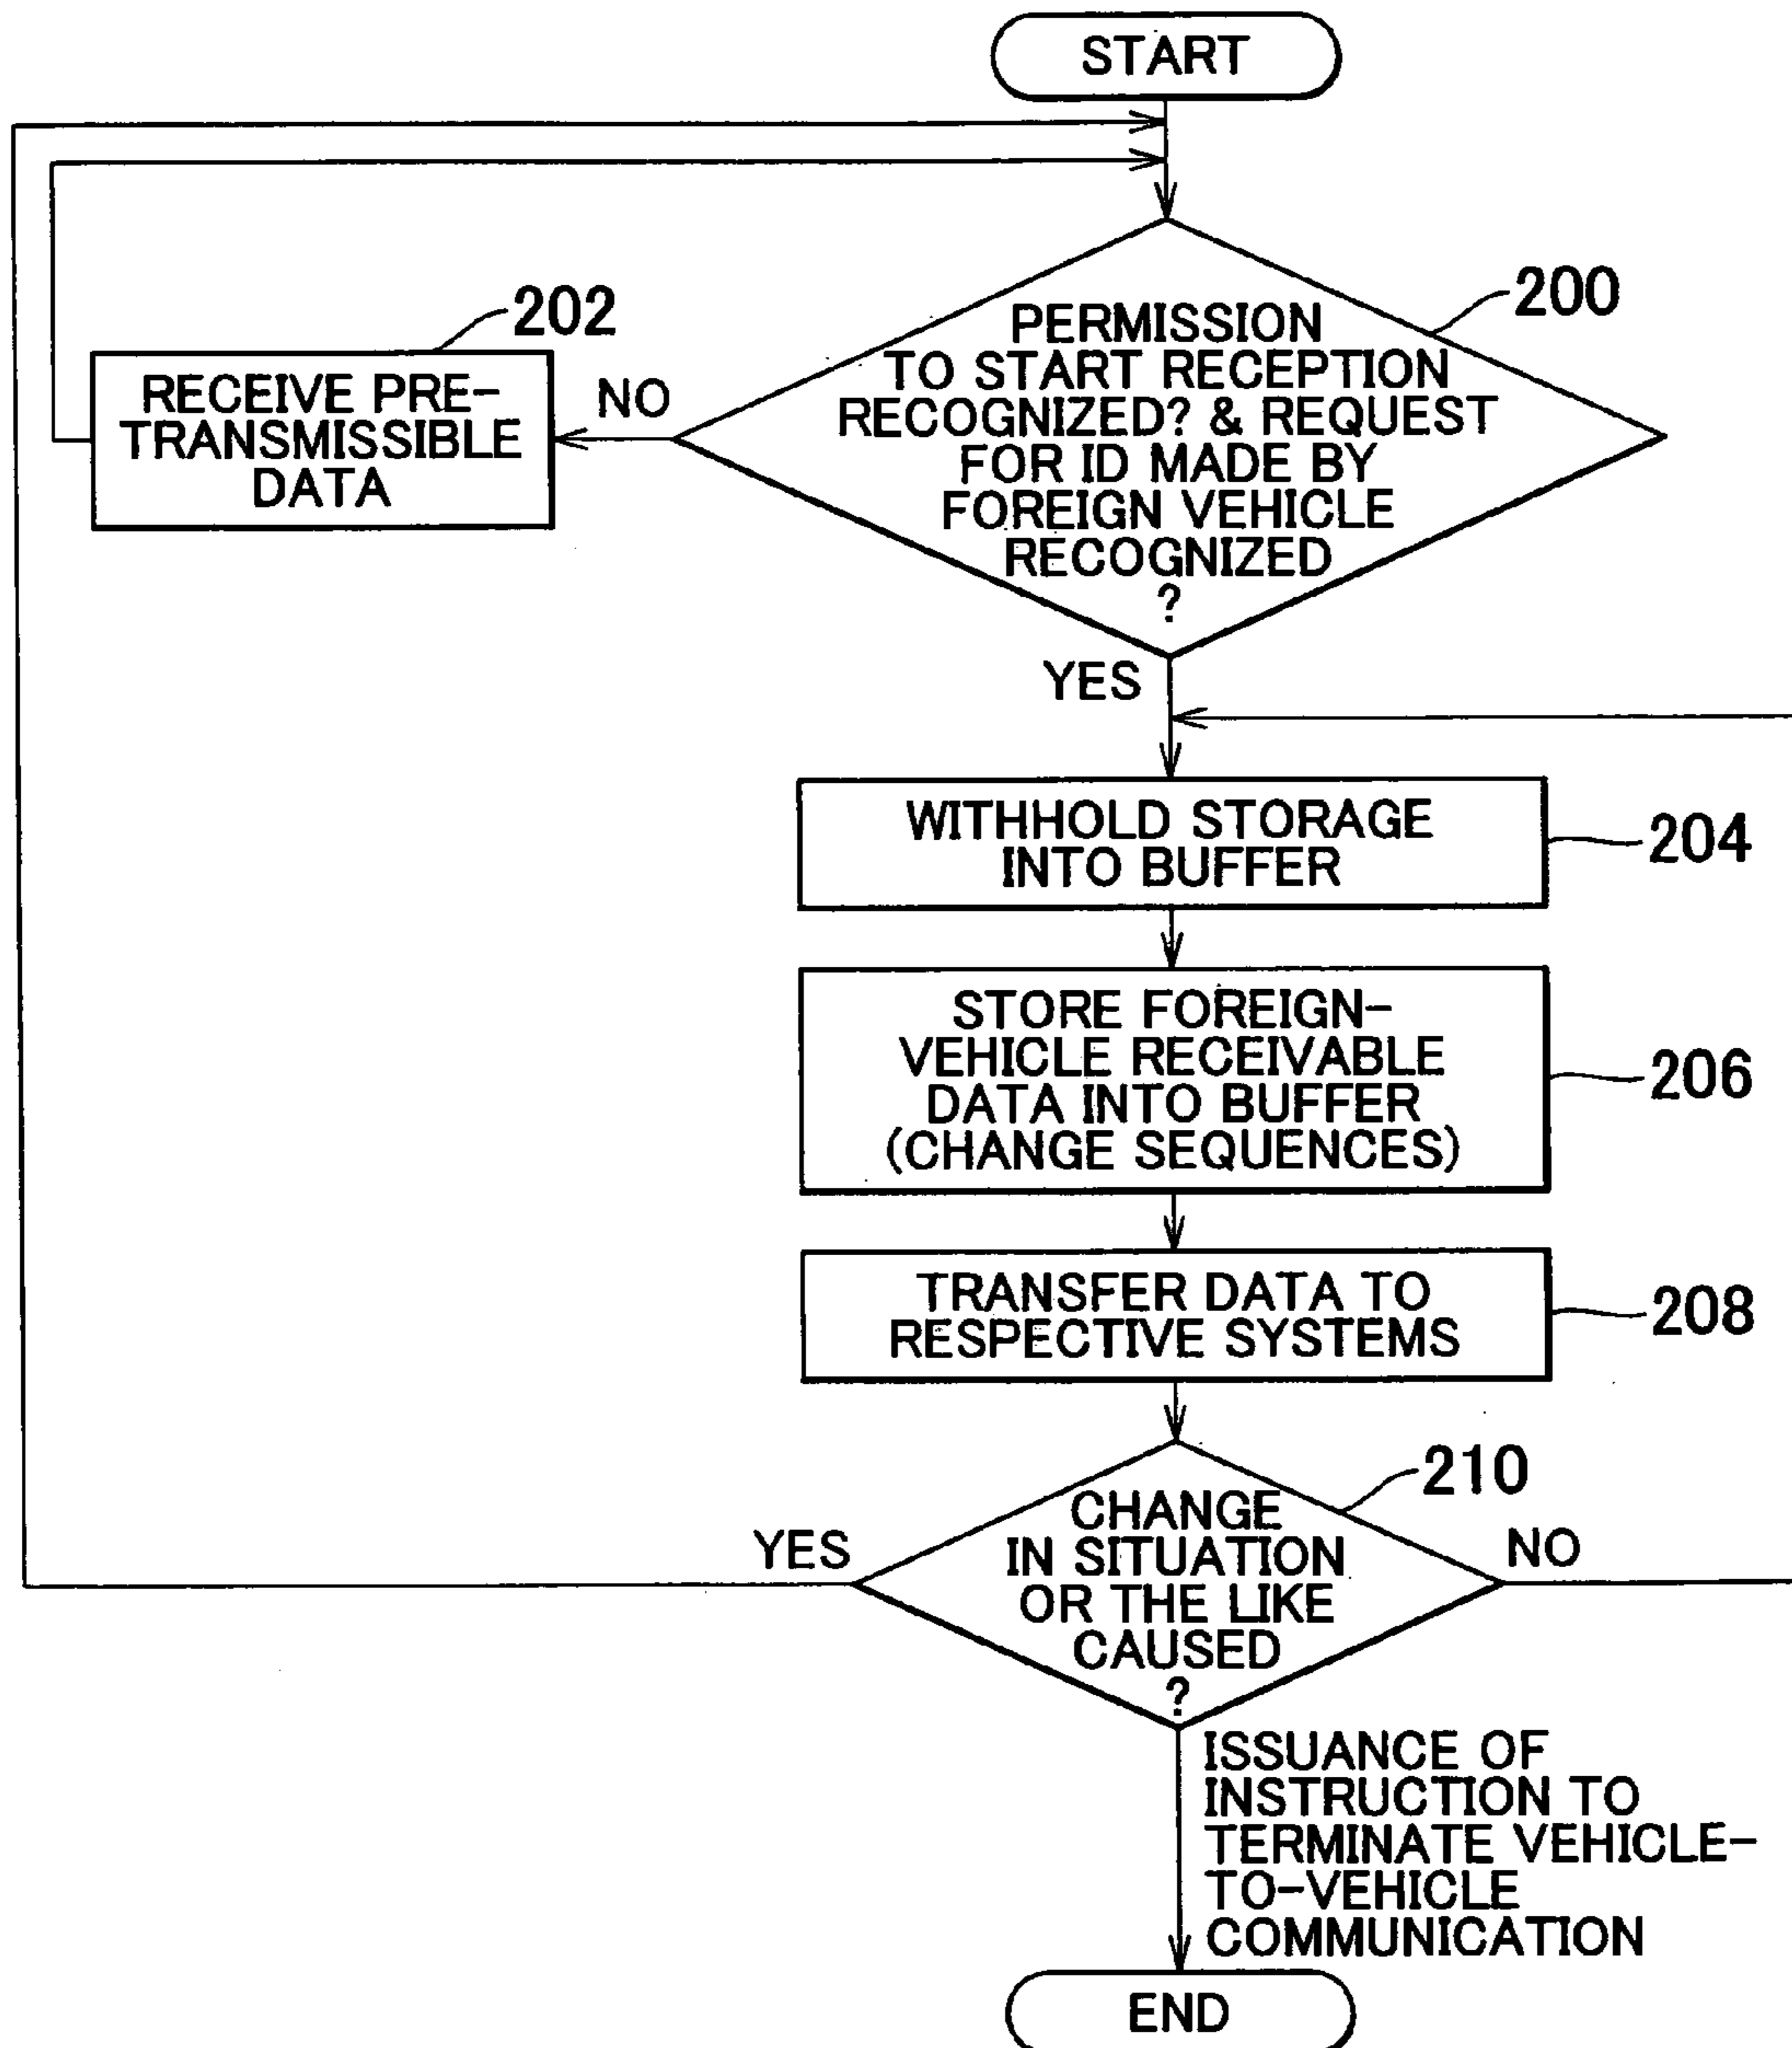 START
200
PERMISSION
TO START RECEPTION
RECOGNIZED? & REQUEST
FOR ID MADE BY
FOREIGN VEHICLE
RECOGNIZED
?
202
RECEIVE PRE-
TRANSMISSIBLE
DATA
NO
YES
WITHHOLD STORAGE
INTO BUFFER
204
STORE FOREIGN-
VEHICLE RECEIVABLE
DATA INTO BUFFER
(CHANGE SEQUENCES)
206
TRANSFER DATA TO
RESPECTIVE SYSTEMS
208
210
CHANGE
IN SITUATION
OR THE LIKE
CAUSED
?
YES
NO
ISSUANCE OF
INSTRUCTION TO
TERMINATE VEHICLE-
TO-VEHICLE
COMMUNICATION
END